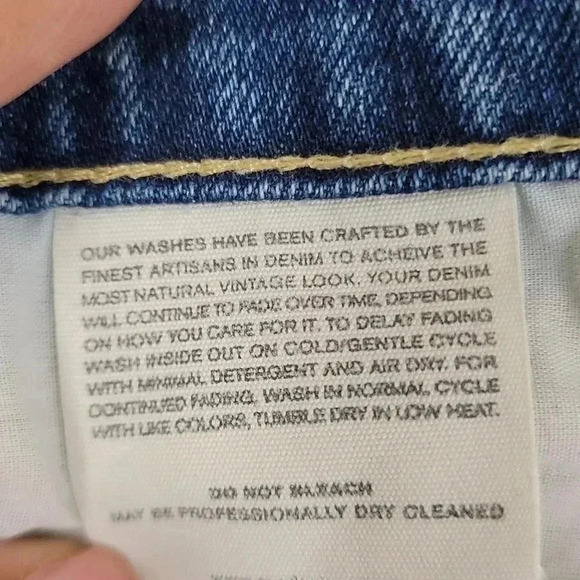 OUR WASHES HAVE BEEN CRAFTED BY THE
FINEST ARTISANS IN DENIM TO ACHEIVE THE
MOST NATURAL VINTAGE LOOK. YOUR DENIM
WILL CONTINUE TO FADE OVER TIME, DEPENDING
ON HOW YOU CARE FOR IT. TO DELAY FADING
WASH INSIDE OUT ON COLD/GENTLE CYCLE
WITH MINIMAL DETERGENT AND AIR DRY. FOR
CONTINUED FADING, WASH IN NORMAL CYCLE
WITH LIKE COLORS, TUMBLE DRY IN LOW HEAT.
DO NOT BLEACH
MAY BE PROFESSIONALLY DRY CLEANED